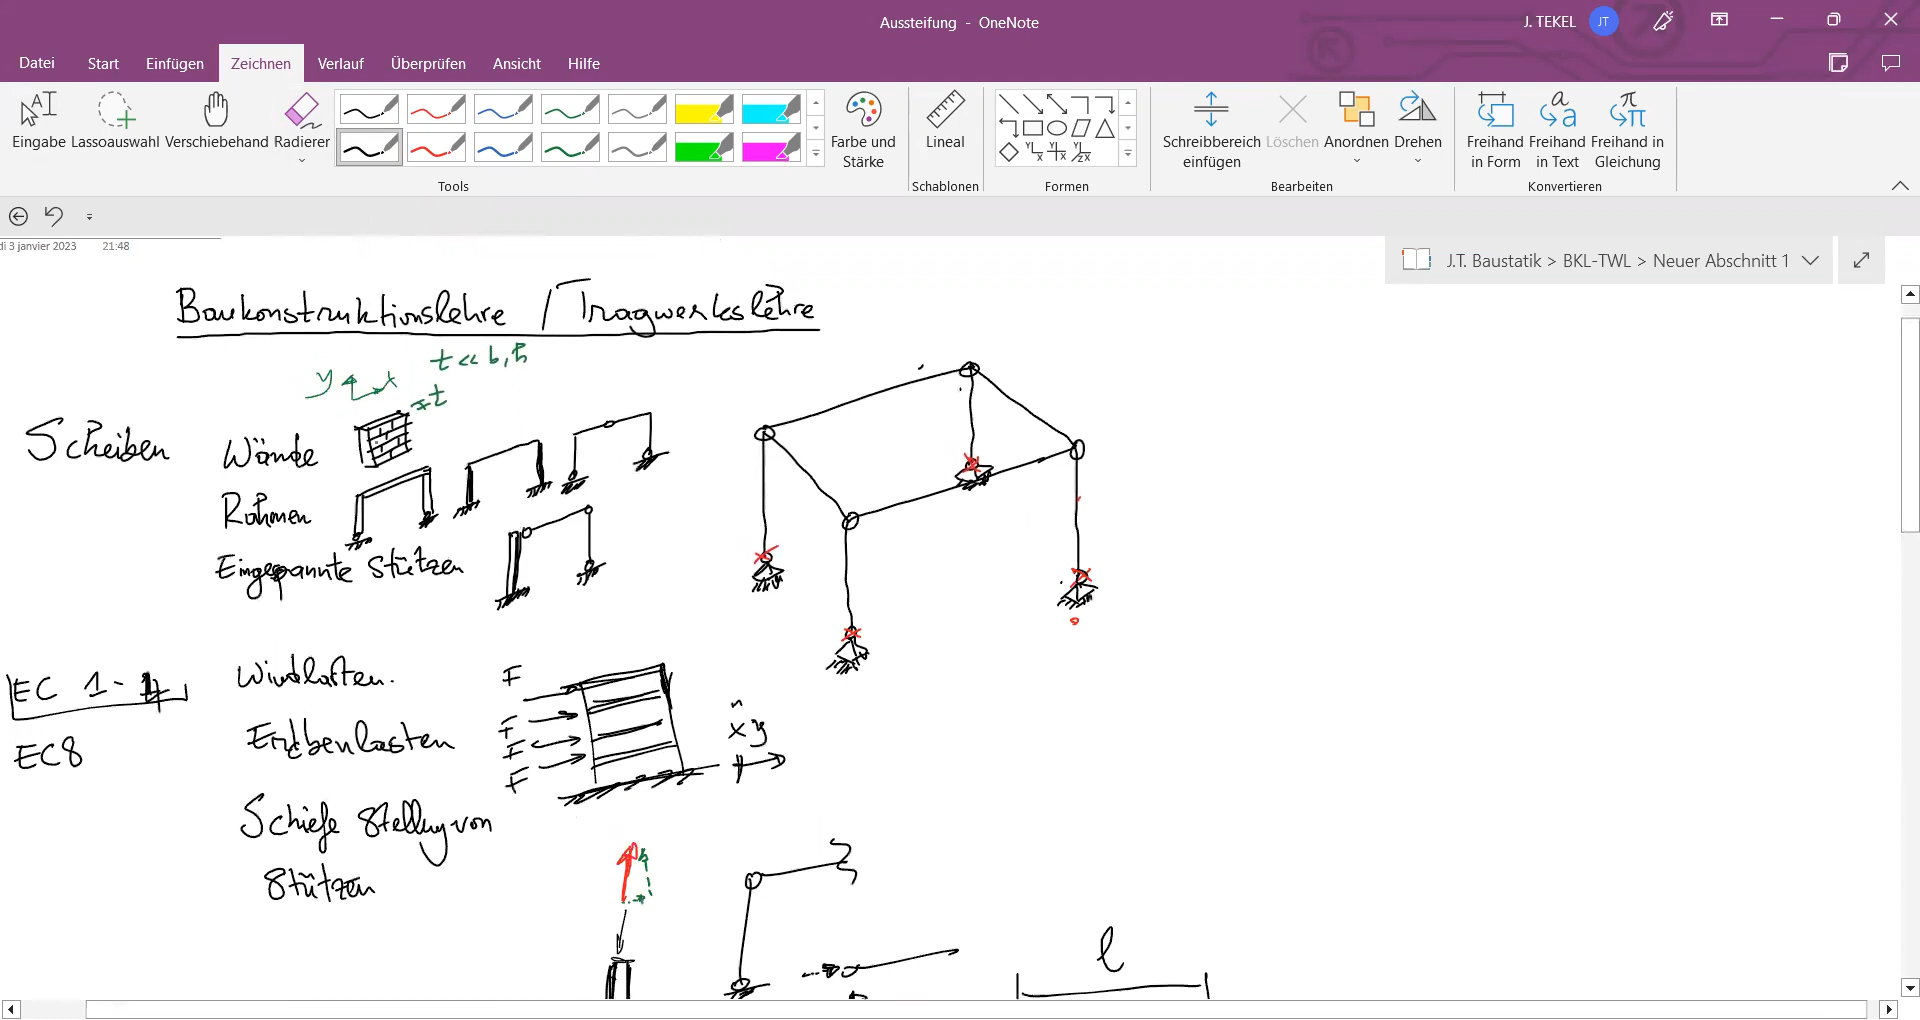 Aussteifung - OneNote
J. TEKEL
JT
Datei
Start
Einfügen
Zeichnen
Verlauf
Überprüfen
Ansicht
Hilfe
Eingabe
Lassoauswahl
Verschiebehand
Radierer
Farbe und
Stärke
Lineal
Schreibbereich
einfügen
Löschen
Anordnen
Drehen
Freihand
in Form
Freihand
in Text
Freihand in
Gleichung
Tools
Schablonen
Formen
Bearbeiten
Konvertieren
di 3 janvier 2023
21:48
J.T. Baustatik > BKL-TWL > Neuer Abschnitt 1
Baukonstruktionslehre / Tragwerkslehre
t << b, h
y x
t
Scheiben
Wände
Rahmen
Eingespannte Stützen
EC 1-4
Windlasten.
F
EC8
Erdbenlasten
F
F
F
F
x y
Schiefe Stellung von
Stützen
l